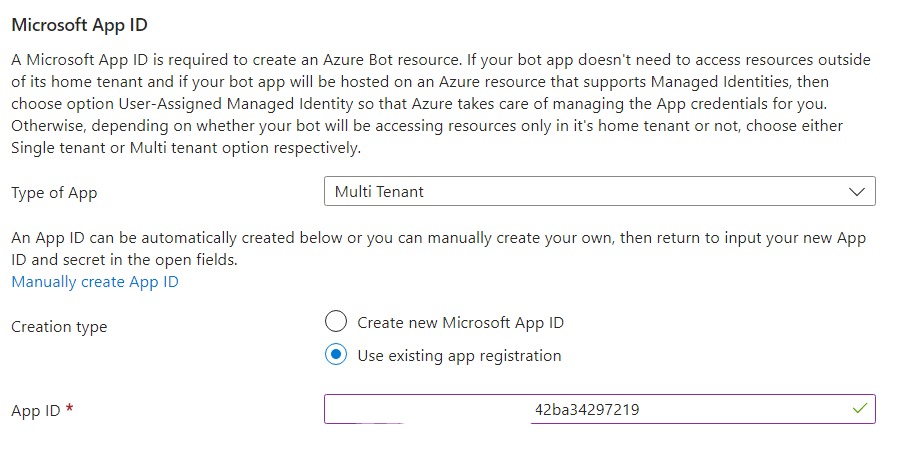 Microsoft App ID
A Microsoft App ID is required to create an Azure Bot resource. If your bot app doesn't need to access resources outside
of its home tenant and if your bot app will be hosted on an Azure resource that supports Managed Identities, then
choose option User-Assigned Managed Identity so that Azure takes care of managing the App credentials for you.
Otherwise, depending on whether your bot will be accessing resources only in it's home tenant or not, choose either
Single tenant or Multi tenant option respectively.
Type of App
Multi Tenant
An App ID can be automatically created below or you can manually create your own, then return to input your new App
ID and secret in the open fields.
Manually create App ID
Creation type
Create new Microsoft App ID
Use existing app registration
App ID *
42ba34297219